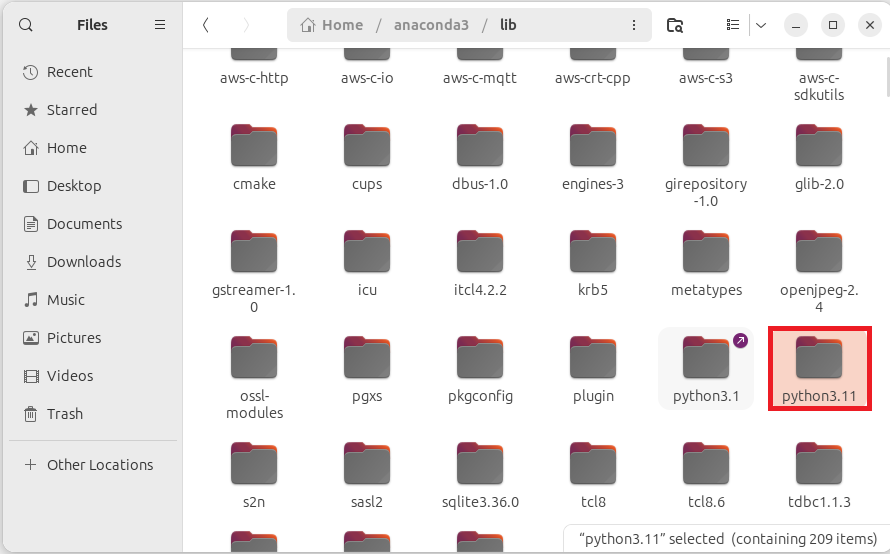 Files
Home / anaconda3 / lib
Recent
Starred
Home
Desktop
Documents
Downloads
Music
Pictures
Videos
Trash
Other Locations
aws-c-http
aws-c-io
aws-c-mqtt
aws-crt-cpp
aws-c-s3
aws-c-
sdkutils
cmake
cups
dbus-1.0
engines-3
girepository
-1.0
glib-2.0
gstreamer-1.
0
icu
itcl4.2.2
krb5
metatypes
openjpeg-2.
4
ossl-
modules
pgxs
pkgconfig
plugin
python3.1
python3.11
s2n
sasl2
sqlite3.36.0
tcl8
tcl8.6
tdbc1.1.3
“python3.11” selected (containing 209 items)